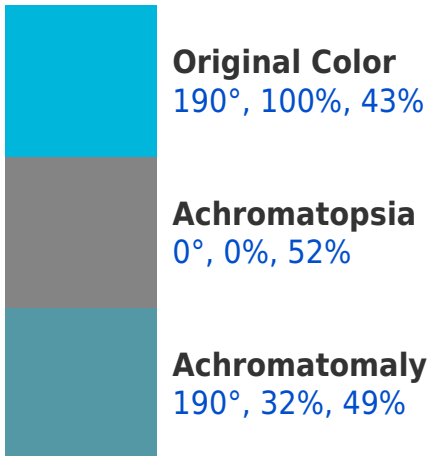 Original Color
190°, 100%, 43%
Achromatopsia
0°, 0%, 52%
Achromatomaly
190°, 32%, 49%